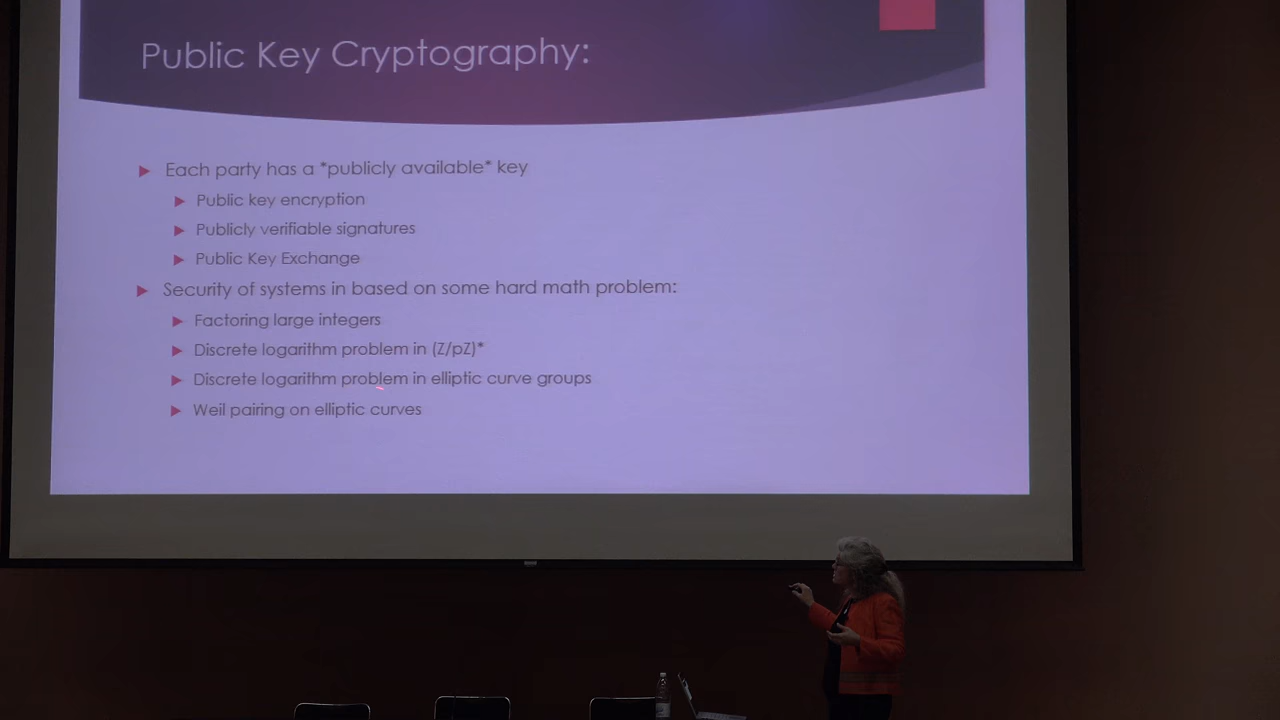 Public Key Cryptography:
Each party has a *publicly available* key
Public key encryption
Publicly verifiable signatures
Public Key Exchange
Security of systems in based on some hard math problem:
Factoring large integers
Discrete logarithm problem in (Z/pZ)*
Discrete logarithm problem in elliptic curve groups
Weil pairing on elliptic curves